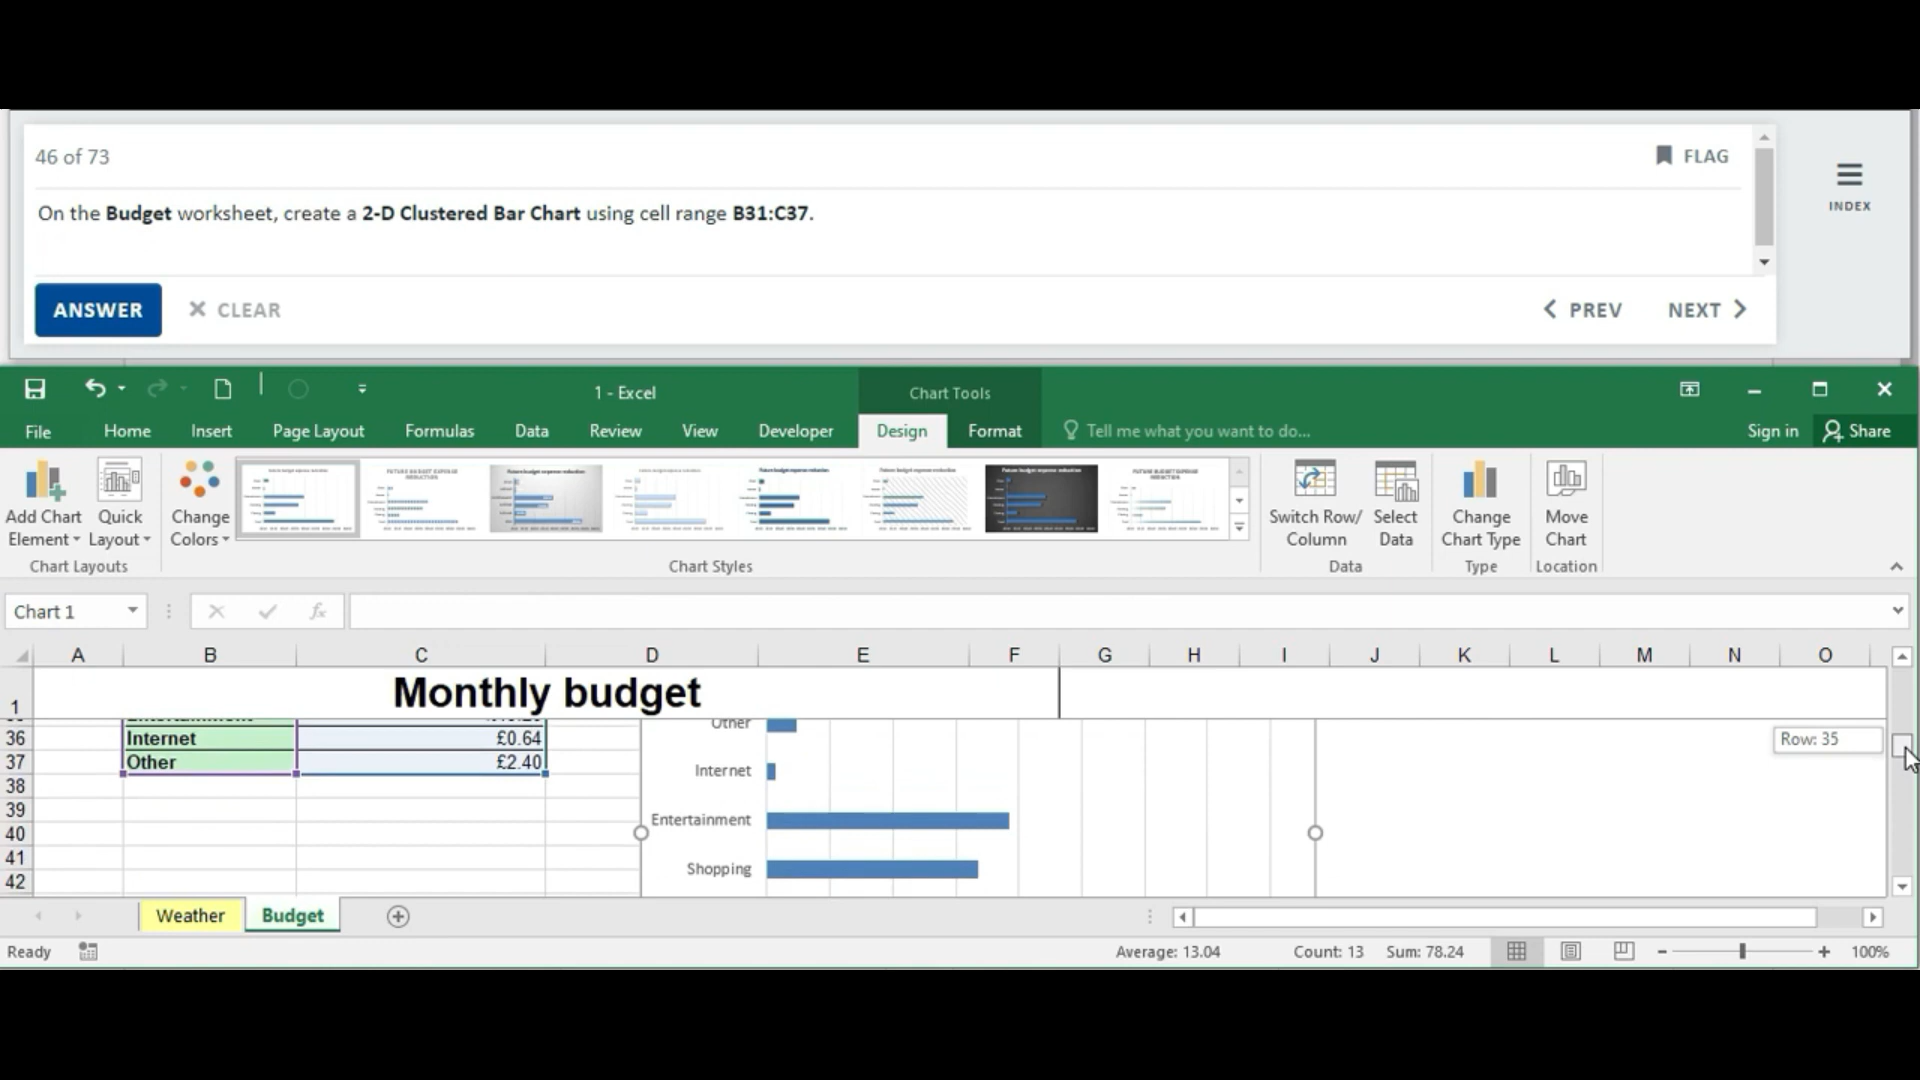 46 of 73
FLAG
INDEX
On the Budget worksheet, create a 2-D Clustered Bar Chart using cell range B31:C37.
ANSWER
CLEAR
PREV
NEXT
1 - Excel
Chart Tools
File
Home
Insert
Page Layout
Formulas
Data
Review
View
Developer
Design
Format
Tell me what you want to do...
Sign in
Share
Add Chart Element
Quick Layout
Change Colors
Switch Row/ Column
Select Data
Change Chart Type
Move Chart
Chart Layouts
Chart Styles
Data
Type
Location
Chart 1
fx
A B C D E F G H I J K L M N O
1 Monthly budget
36 Internet £0.64
37 Other £2.40
38
39
40
41
42
Other
Internet
Entertainment
Shopping
Row: 35
Weather
Budget
Ready
Average: 13.04
Count: 13
Sum: 78.24
100%